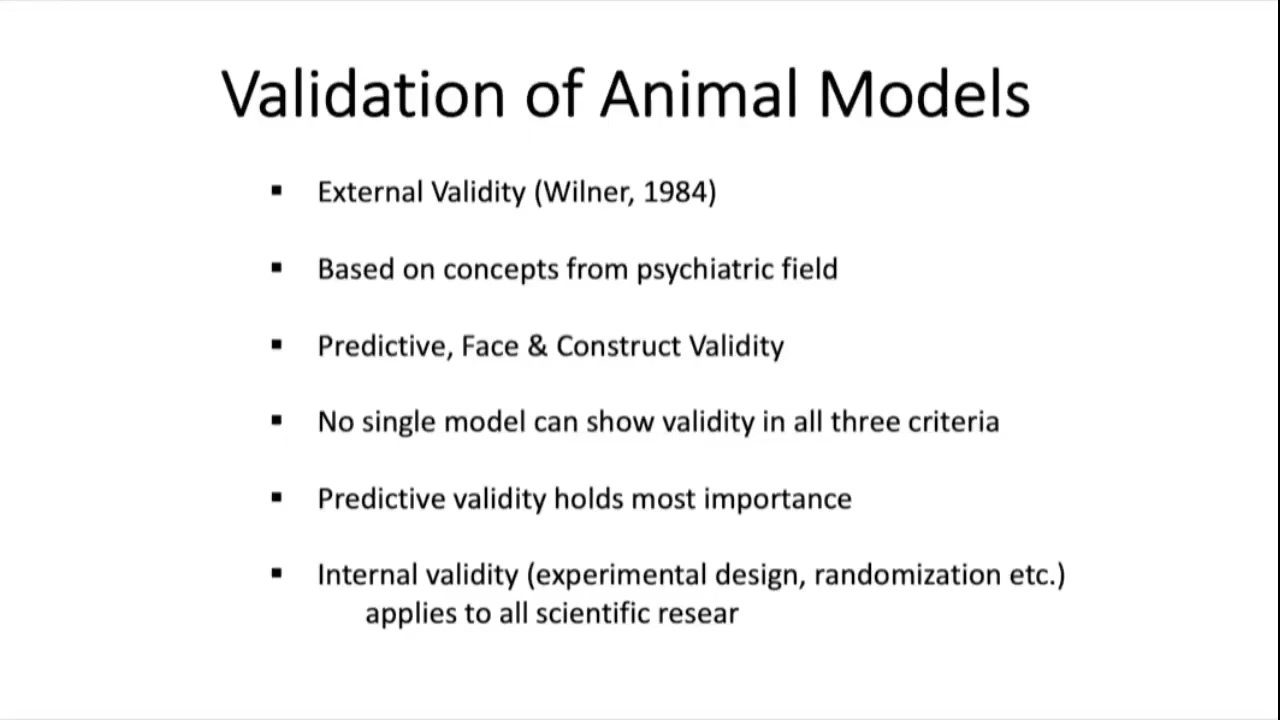 Validation of Animal Models
▪ External Validity (Wilner, 1984)
▪ Based on concepts from psychiatric field
▪ Predictive, Face & Construct Validity
▪ No single model can show validity in all three criteria
▪ Predictive validity holds most importance
▪ Internal validity (experimental design, randomization etc.)
applies to all scientific resear